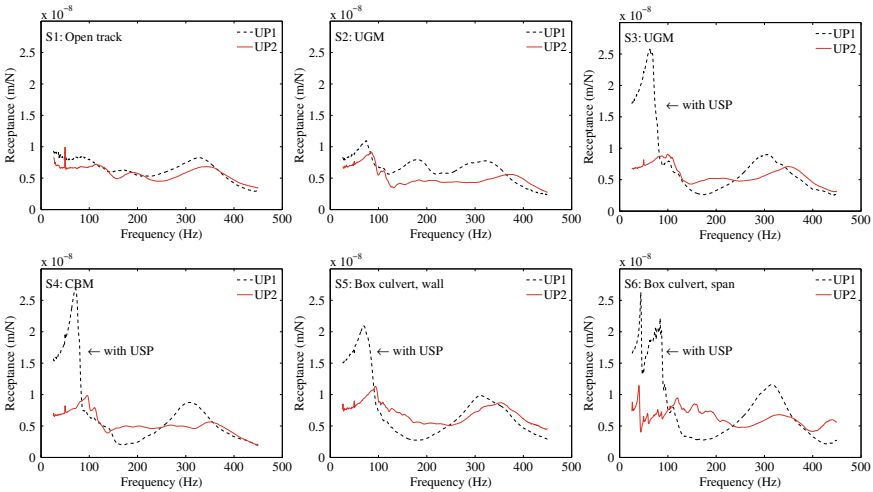 x 10⁻⁸
S1: Open track
UP1
UP2
Receptance (m/N)
3
2.5
2
1.5
1
0.5
0
0 100 200 300 400 500
Frequency (Hz)
x 10⁻⁸
S2: UGM
UP1
UP2
Receptance (m/N)
3
2.5
2
1.5
1
0.5
0
0 100 200 300 400 500
Frequency (Hz)
x 10⁻⁸
S3: UGM
UP1
UP2
← with USP
Receptance (m/N)
3
2.5
2
1.5
1
0.5
0
0 100 200 300 400 500
Frequency (Hz)
x 10⁻⁸
S4: CBM
UP1
UP2
← with USP
Receptance (m/N)
3
2.5
2
1.5
1
0.5
0
0 100 200 300 400 500
Frequency (Hz)
x 10⁻⁸
S5: Box culvert, wall
UP1
UP2
← with USP
Receptance (m/N)
3
2.5
2
1.5
1
0.5
0
0 100 200 300 400 500
Frequency (Hz)
x 10⁻⁸
S6: Box culvert, span
UP1
UP2
← with USP
Receptance (m/N)
3
2.5
2
1.5
1
0.5
0
0 100 200 300 400 500
Frequency (Hz)